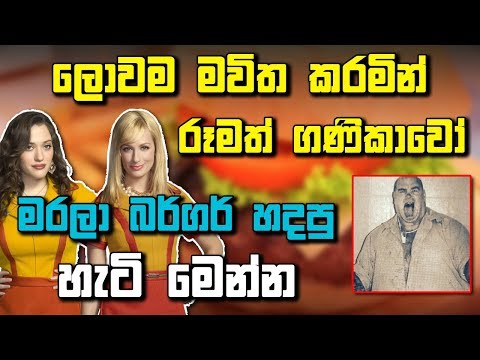 ලොවම මවිත කරමින්
රූමත් ගණිකාවෝ
මරලා බර්ගර් හදපු
හැටි මෙන්න